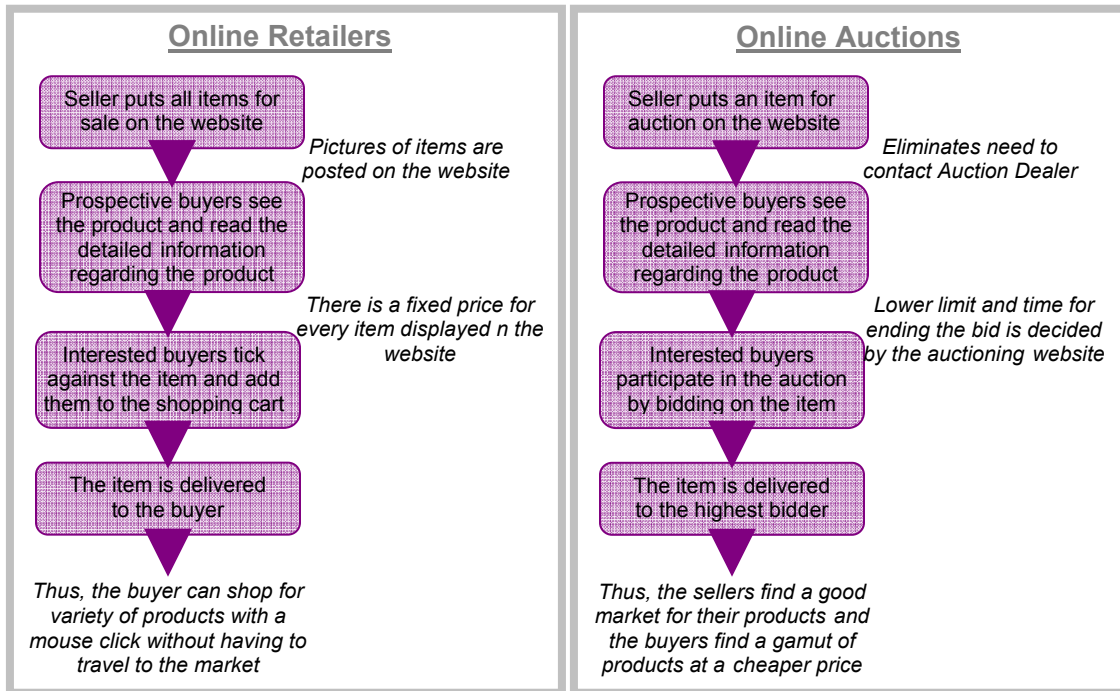 Online Retailers
Seller puts all items for
sale on the website
Pictures of items are
posted on the website
Prospective buyers see
the product and read the
detailed information
regarding the product
There is a fixed price for
every item displayed n the
website
Interested buyers tick
against the item and add
them to the shopping cart
The item is delivered
to the buyer
Thus, the buyer can shop for
variety of products with a
mouse click without having to
travel to the market
Online Auctions
Seller puts an item for
auction on the website
Eliminates need to
contact Auction Dealer
Prospective buyers see
the product and read the
detailed information
regarding the product
Lower limit and time for
ending the bid is decided
by the auctioning website
Interested buyers
participate in the auction
by bidding on the item
The item is delivered
to the highest bidder
Thus, the sellers find a good
market for their products and
the buyers find a gamut of
products at a cheaper price